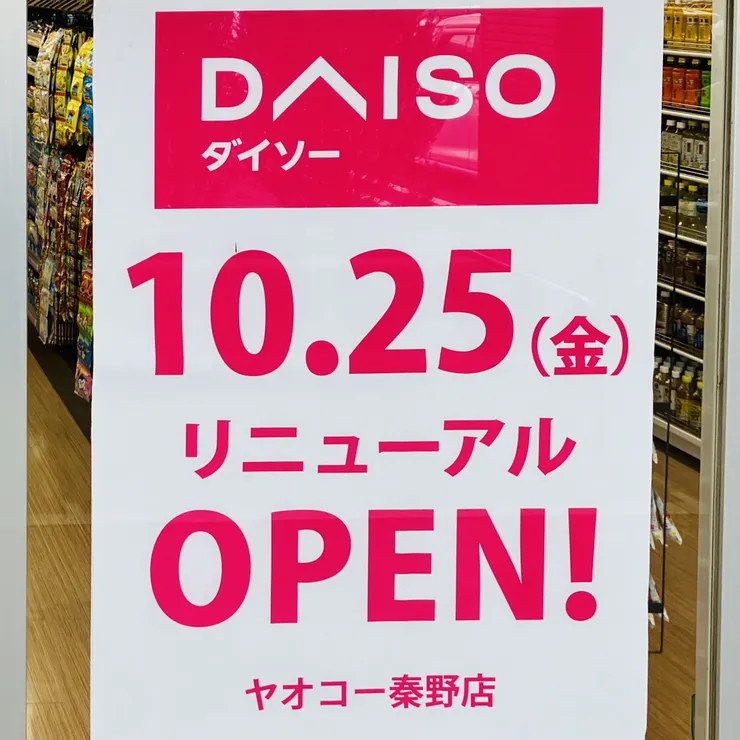 DAISO
ダイソー
10.25(金)
リニューアル
OPEN!
ヤオコー秦野店